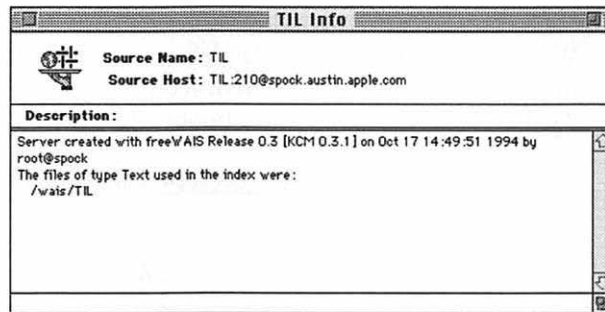 TIL Info
Source Name: TIL
Source Host: TIL:210@spock.austin.apple.com
Description:
Server created with freeWAIS Release 0.3 [KCM 0.3.1] on Oct 17 14:49:51 1994 by
root@spock
The files of type Text used in the index were:
/wais/TIL